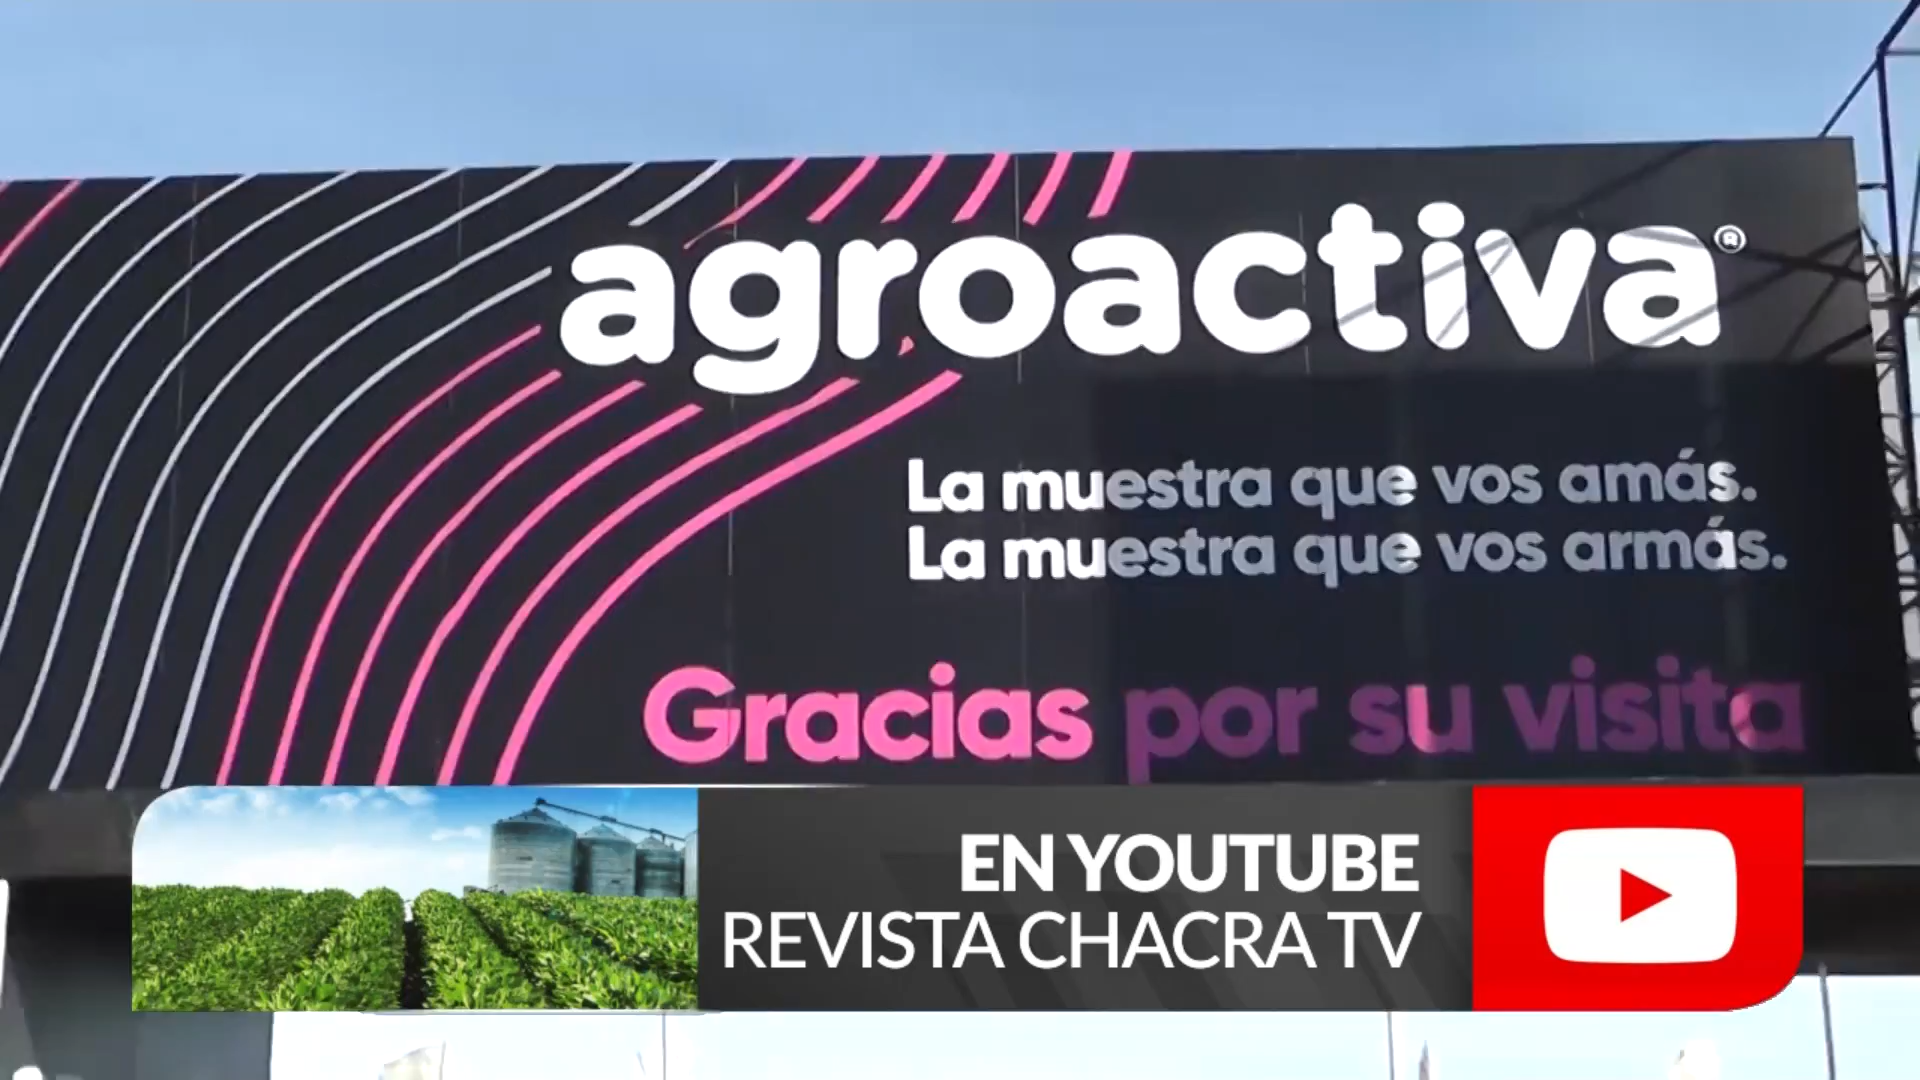 agroactiva®
La muestra que vos amás.
La muestra que vos armás.
Gracias por su visita
EN YOUTUBE
REVISTA CHACRA TV